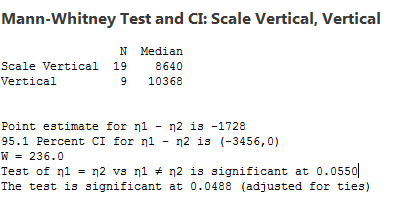 Mann-Whitney Test and CI: Scale Vertical, Vertical
N Median
Scale Vertical 19 8640
Vertical 9 10368
Point estimate for η1 - η2 is -1728
95.1 Percent CI for η1 - η2 is (-3456,0)
W = 236.0
Test of η1 = η2 vs η1 ≠ η2 is significant at 0.0550
The test is significant at 0.0488 (adjusted for ties)